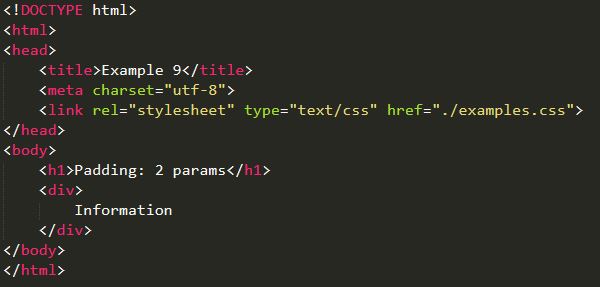 <!DOCTYPE html>
<html>
<head>
    <title>Example 9</title>
    <meta charset="utf-8">
    <link rel="stylesheet" type="text/css" href="./examples.css">
</head>
<body>
    <h1>Padding: 2 params</h1>
    <div>
        Information
    </div>
</body>
</html>